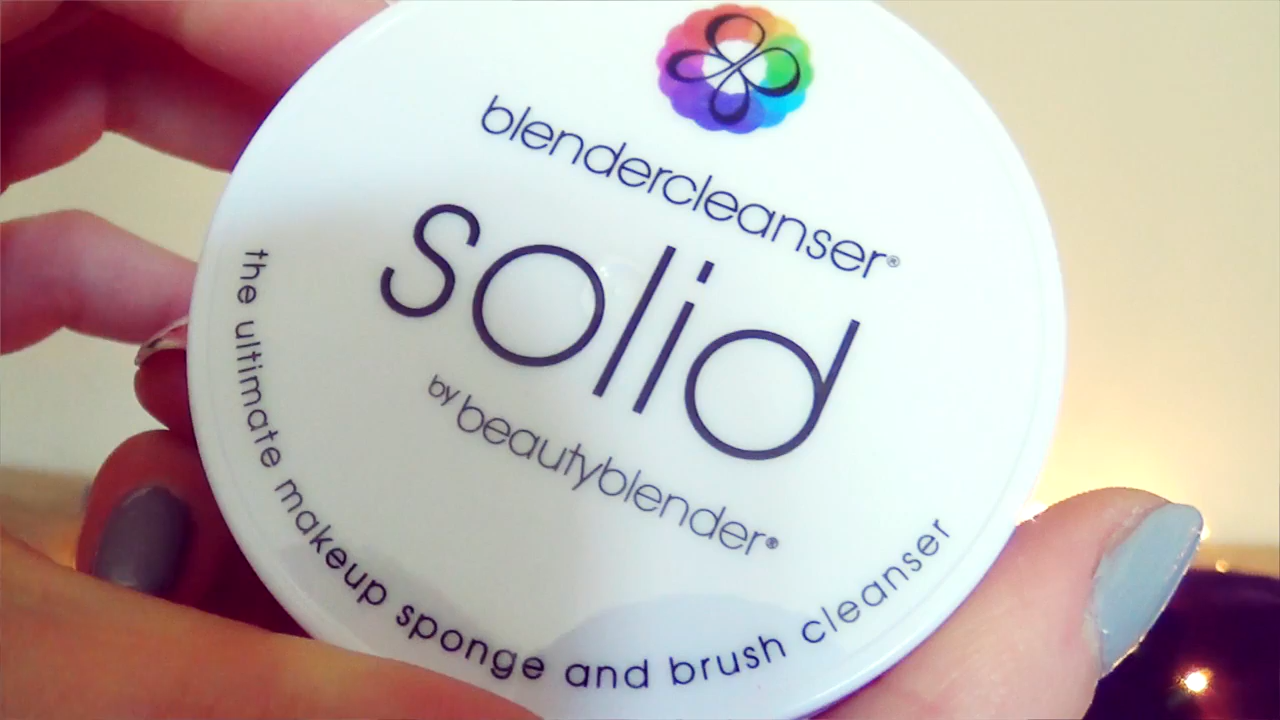 blendercleanser®
solid
by beautyblender®
the ultimate makeup sponge and brush cleanser